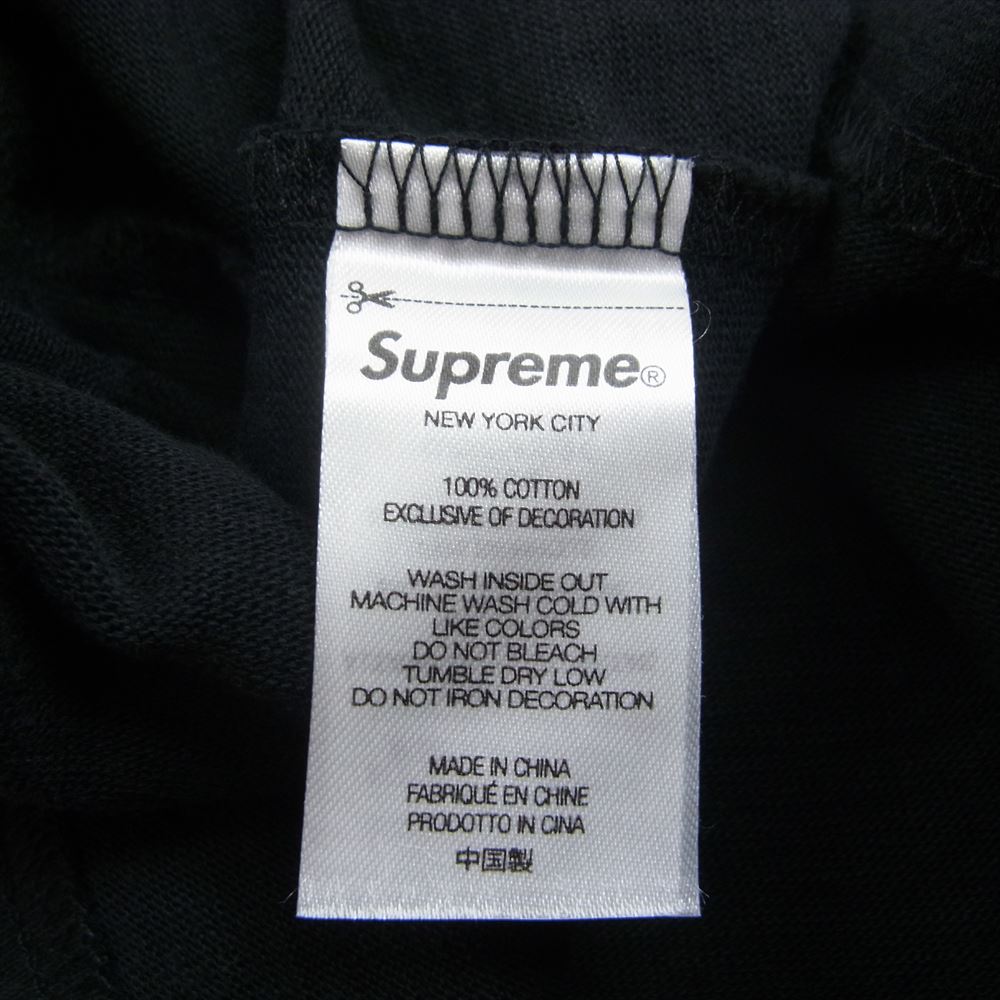 Supreme®
NEW YORK CITY
100% COTTON
EXCLUSIVE OF DECORATION
WASH INSIDE OUT
MACHINE WASH COLD WITH
LIKE COLORS
DO NOT BLEACH
TUMBLE DRY LOW
DO NOT IRON DECORATION
MADE IN CHINA
FABRIQUÉ EN CHINE
PRODOTTO IN CINA
中国製